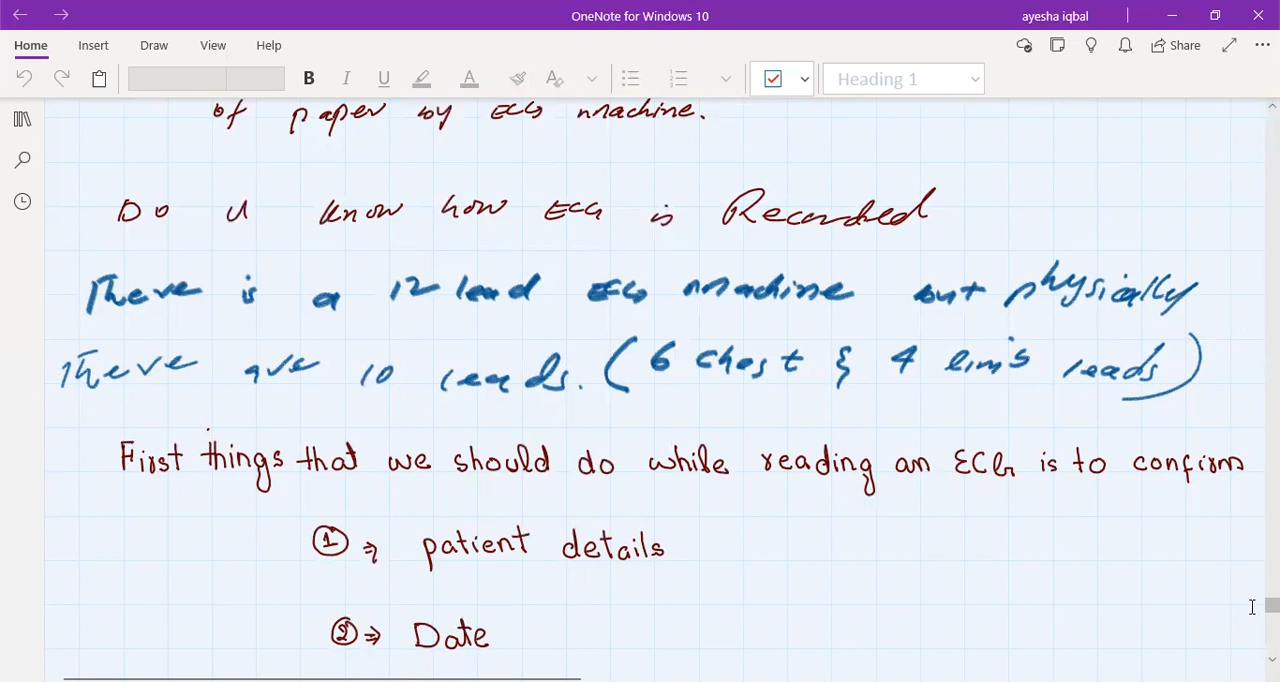 OneNote for Windows 10
ayesha iqbal
Home Insert Draw View Help
Share
B I U A A Heading 1
of paper by ECG machine.
Do u know how ECG is Recorded
There is a 12 lead ECG machine but physically
There are 10 leads. (6 chest & 4 limb leads)
First things that we should do while reading an ECG is to confirm
① ⇒ patient details
② ⇒ Date